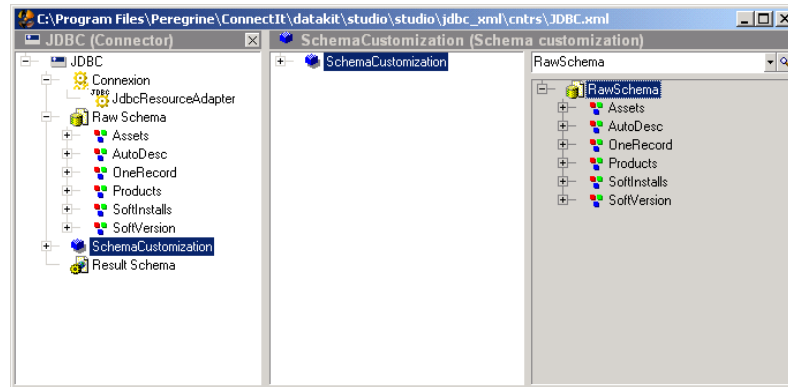 C:\Program Files\Peregrine\ConnectIt\datakit\studio\studio\jdbc_xml\cntrs\JDBC.xml
JDBC (Connector)
JDBC
Connexion
JDBC
JdbcResourceAdapter
Raw Schema
Assets
AutoDesc
OneRecord
Products
SoftInstalls
SoftVersion
SchemaCustomization
Result Schema
SchemaCustomization (Schema customization)
SchemaCustomization
RawSchema
RawSchema
Assets
AutoDesc
OneRecord
Products
SoftInstalls
SoftVersion